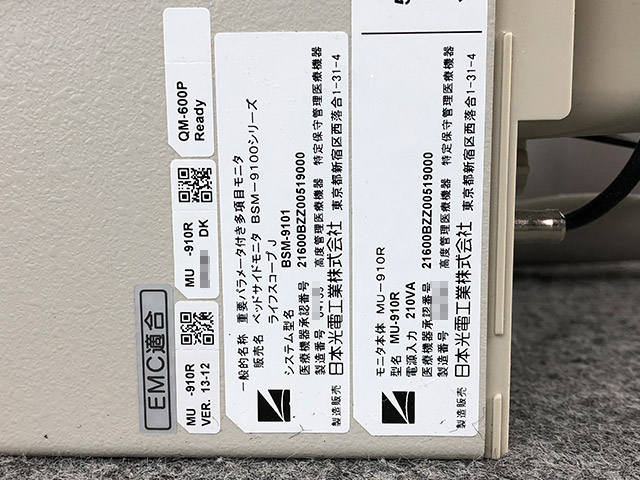 QM-600P
Ready
MU -910R
DK
EMC適合
MU -910R
VER. 13-12
一般的名称 重要パラメータ付き多項目モニタ
販売名 ベッドサイドモニタ BSM-9100シリーズ
ライフスコープ J
システム型名 BSM-9101
医療機器承認番号 21600BZZ00519000
製造番号 高度管理医療機器 特定保守管理医療機器
製造販売 日本光電工業株式会社 東京都新宿区西落合1-31-4
モニタ本体 MU-910R
型名 MU-910R
電源入力 210VA
医療機器承認番号 21600BZZ00519000
製造番号 高度管理医療機器 特定保守管理医療機器
製造販売 日本光電工業株式会社 東京都新宿区西落合1-31-4